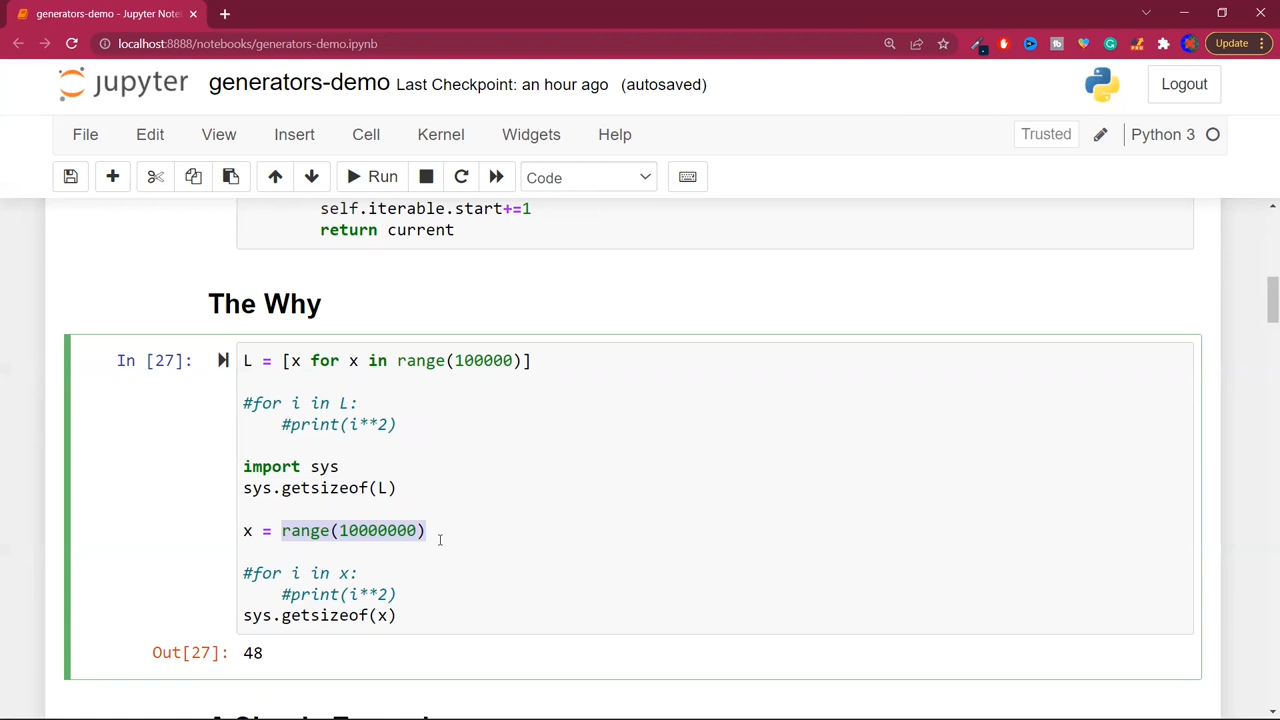 generators-demo - Jupyter Note
localhost:8888/notebooks/generators-demo.ipynb
Update
jupyter generators-demo Last Checkpoint: an hour ago (autosaved)
Logout
File Edit View Insert Cell Kernel Widgets Help
Trusted Python 3
Run Code
self.iterable.start+=1
return current
The Why
In [27]: L = [x for x in range(100000)]
#for i in L:
#print(i**2)
import sys
sys.getsizeof(L)
x = range(10000000)
#for i in x:
#print(i**2)
sys.getsizeof(x)
Out[27]: 48